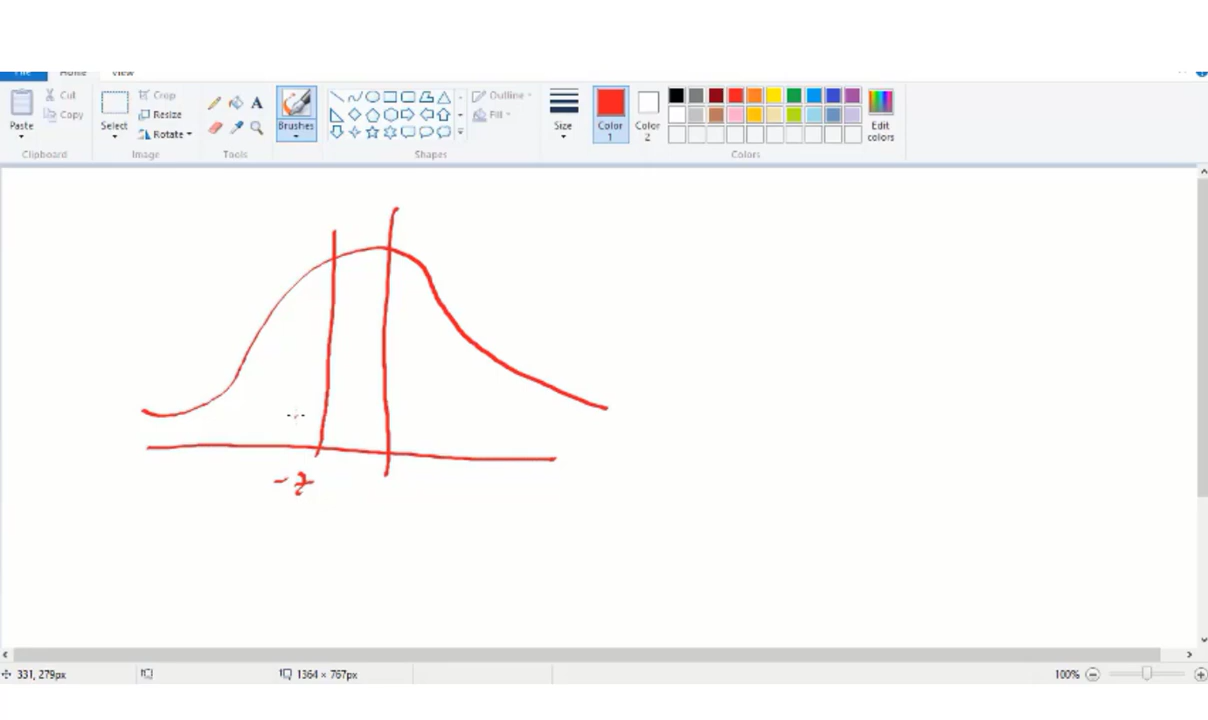 File Home View
Cut
Copy
Paste
Clipboard
Crop
Resize
Rotate
Select
Image
Tools
Brushes
Outline
Fill
Shapes
Size
Color 1
Color 2
Edit colors
Colors
-z
331, 279px
1364 × 767px
100%